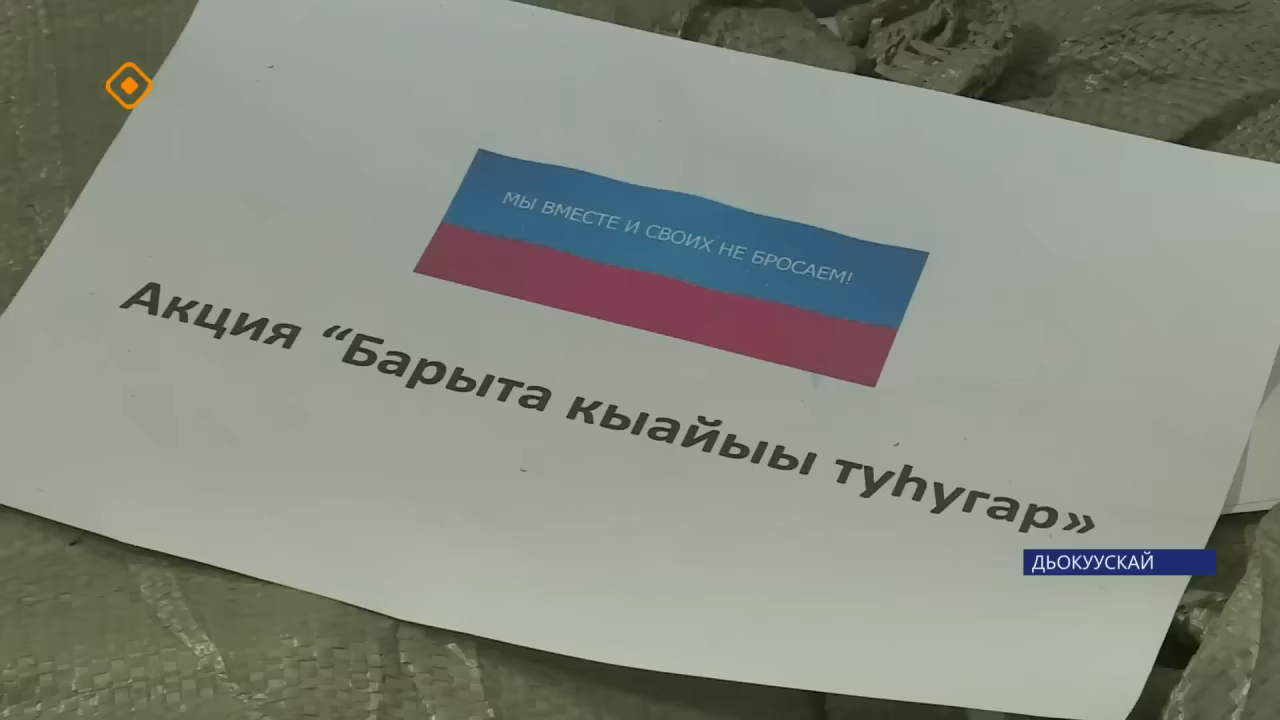 МЫ ВМЕСТЕ И СВОИХ НЕ БРОСАЕМ!
Акция “Барыта кыайыы туһугар»
ДЬОКУУСКАЙ